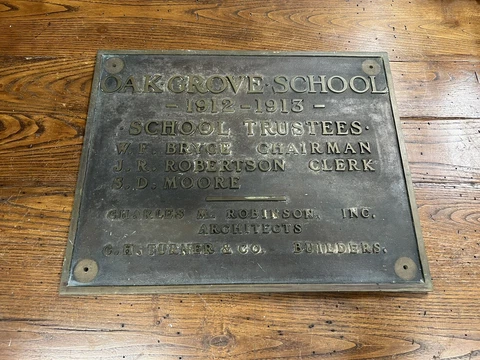 OAK GROVE SCHOOL
- 1912-1913 -
· SCHOOL TRUSTEES ·
W. E. BRYCE CHAIRMAN
J. R. ROBERTSON CLERK
S. D. MOORE
CHARLES M. ROBINSON, INC.
ARCHITECTS
C. H. TURNER & CO. BUILDERS.